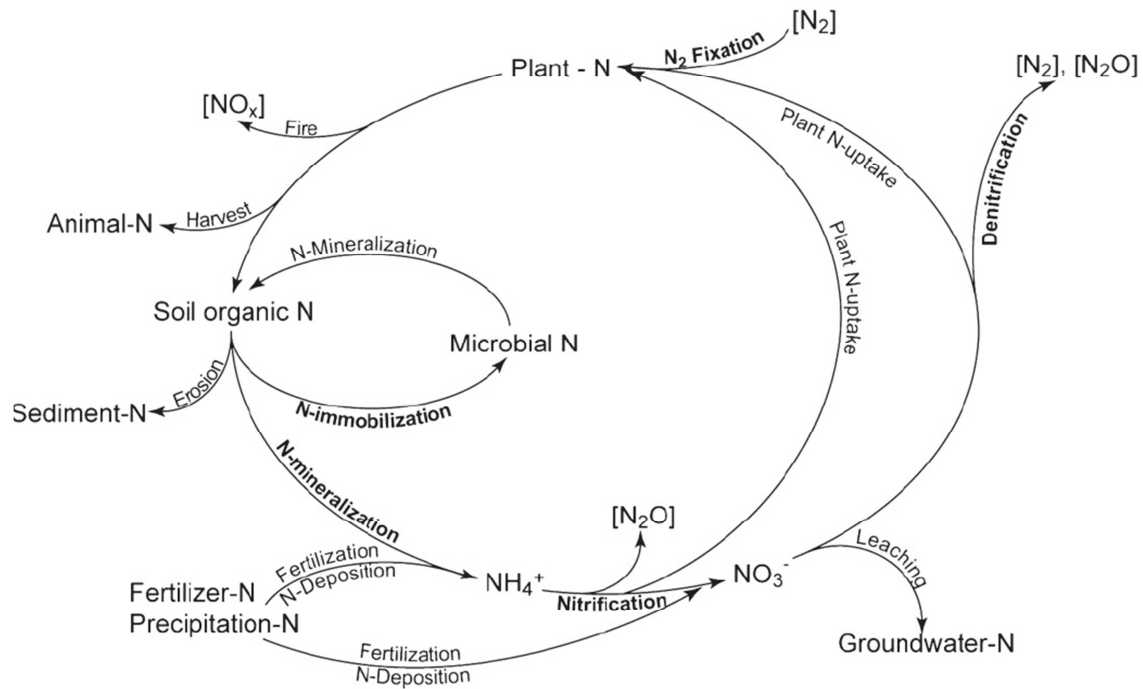 [N₂]
N₂ Fixation
Plant - N
[N₂], [N₂O]
[NOₓ]
Fire
Plant N-uptake
Denitrification
Harvest
Animal-N
N-Mineralization
Plant N-uptake
Soil organic N
Microbial N
Erosion
Sediment-N
N-immobilization
N-mineralization
[N₂O]
Leaching
Fertilization
N-Deposition
NH₄⁺
NO₃⁻
Nitrification
Fertilizer-N
Precipitation-N
Groundwater-N
Fertilization
N-Deposition